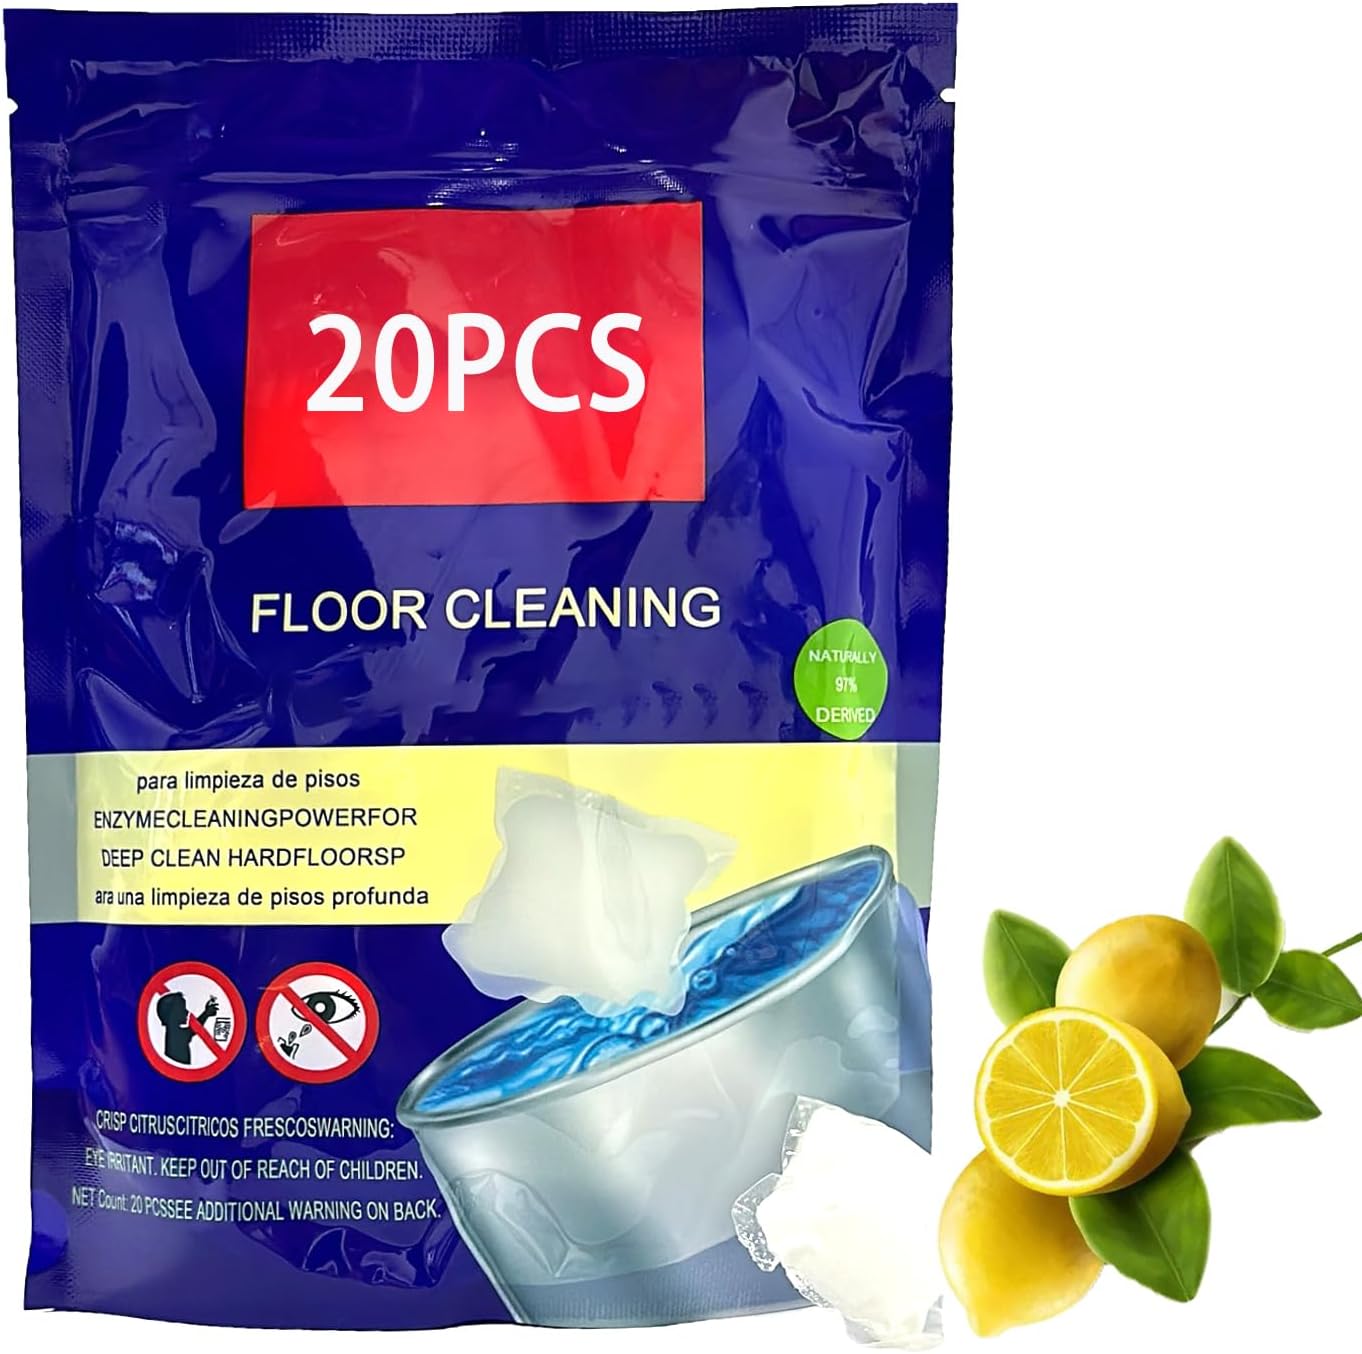 20PCS
FLOOR CLEANING
NATURALLY
97%
DERIVED
para limpieza de pisos
ENZYMECLEANINGPOWERFOR
DEEP CLEAN HARDFLOORSP
ara una limpieza de pisos profunda
CRISP CITRUSCITRICOS FRESCOSWARNING:
EYE IRRITANT. KEEP OUT OF REACH OF CHILDREN.
NET Count: 20 PCSSEE ADDITIONAL WARNING ON BACK.